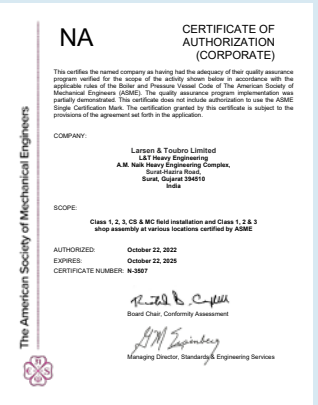 NA
CERTIFICATE OF
AUTHORIZATION
(CORPORATE)
This certifies the named company as having had the adequacy of their quality assurance
program verified for the scope of the activity shown below in accordance with the
applicable rules of the Boiler and Pressure Vessel Code of The American Society of
Mechanical Engineers (ASME). The quality assurance program implementation was
partially demonstrated. This certificate does not include authorization to use the ASME
Single Certification Mark. The certification granted by this certificate is subject to the
provisions of the agreement set forth in the application.
COMPANY:
Larsen & Toubro Limited
L&T Heavy Engineering
A.M. Naik Heavy Engineering Complex,
Surat-Hazira Road,
Surat, Gujarat 394510
India
SCOPE:
Class 1, 2, 3, CS & MC field installation and Class 1, 2 & 3
shop assembly at various locations certified by ASME
AUTHORIZED: October 22, 2022
EXPIRES: October 22, 2025
CERTIFICATE NUMBER: N-3507
Board Chair, Conformity Assessment
Managing Director, Standards & Engineering Services
The American Society of Mechanical Engineers